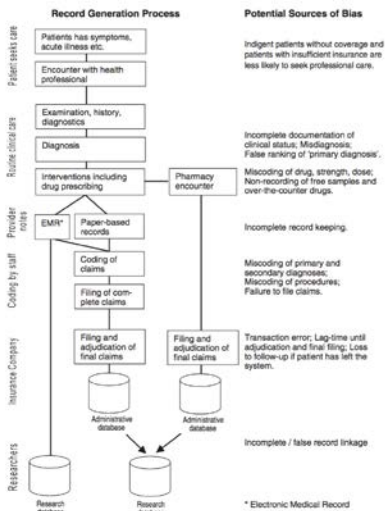 Record Generation Process
Potential Sources of Bias
Patient seeks care
Patients has symptoms,
acute illness etc.
Encounter with health
professional
Indigent patients without coverage and
patients with insufficient insurance are
less likely to seek professional care.
Routine clinical care
Examination, history,
diagnostics
Diagnosis
Interventions including
drug prescribing
Pharmacy
encounter
Incomplete documentation of
clinical status; Misdiagnosis;
False ranking of 'primary diagnosis'.
Miscoding of drug, strength, dose;
Non-recording of free samples and
over-the-counter drugs.
Provider
notes
EMR*
Paper-based
records
Incomplete record keeping.
Coding by staff
Coding of
claims
Filing of com-
plete claims
Miscoding of primary and
secondary diagnoses;
Miscoding of procedures;
Failure to file claims.
Insurance Company
Filing and
adjudication of
final claims
Filing and
adjudication of
final claims
Transaction error; Lag-time until
adjudication and final filing; Loss
to follow-up if patient has left the
system.
Administrative
database
Administrative
database
Researchers
Incomplete / false record linkage
Research
database
Research
database
* Electronic Medical Record